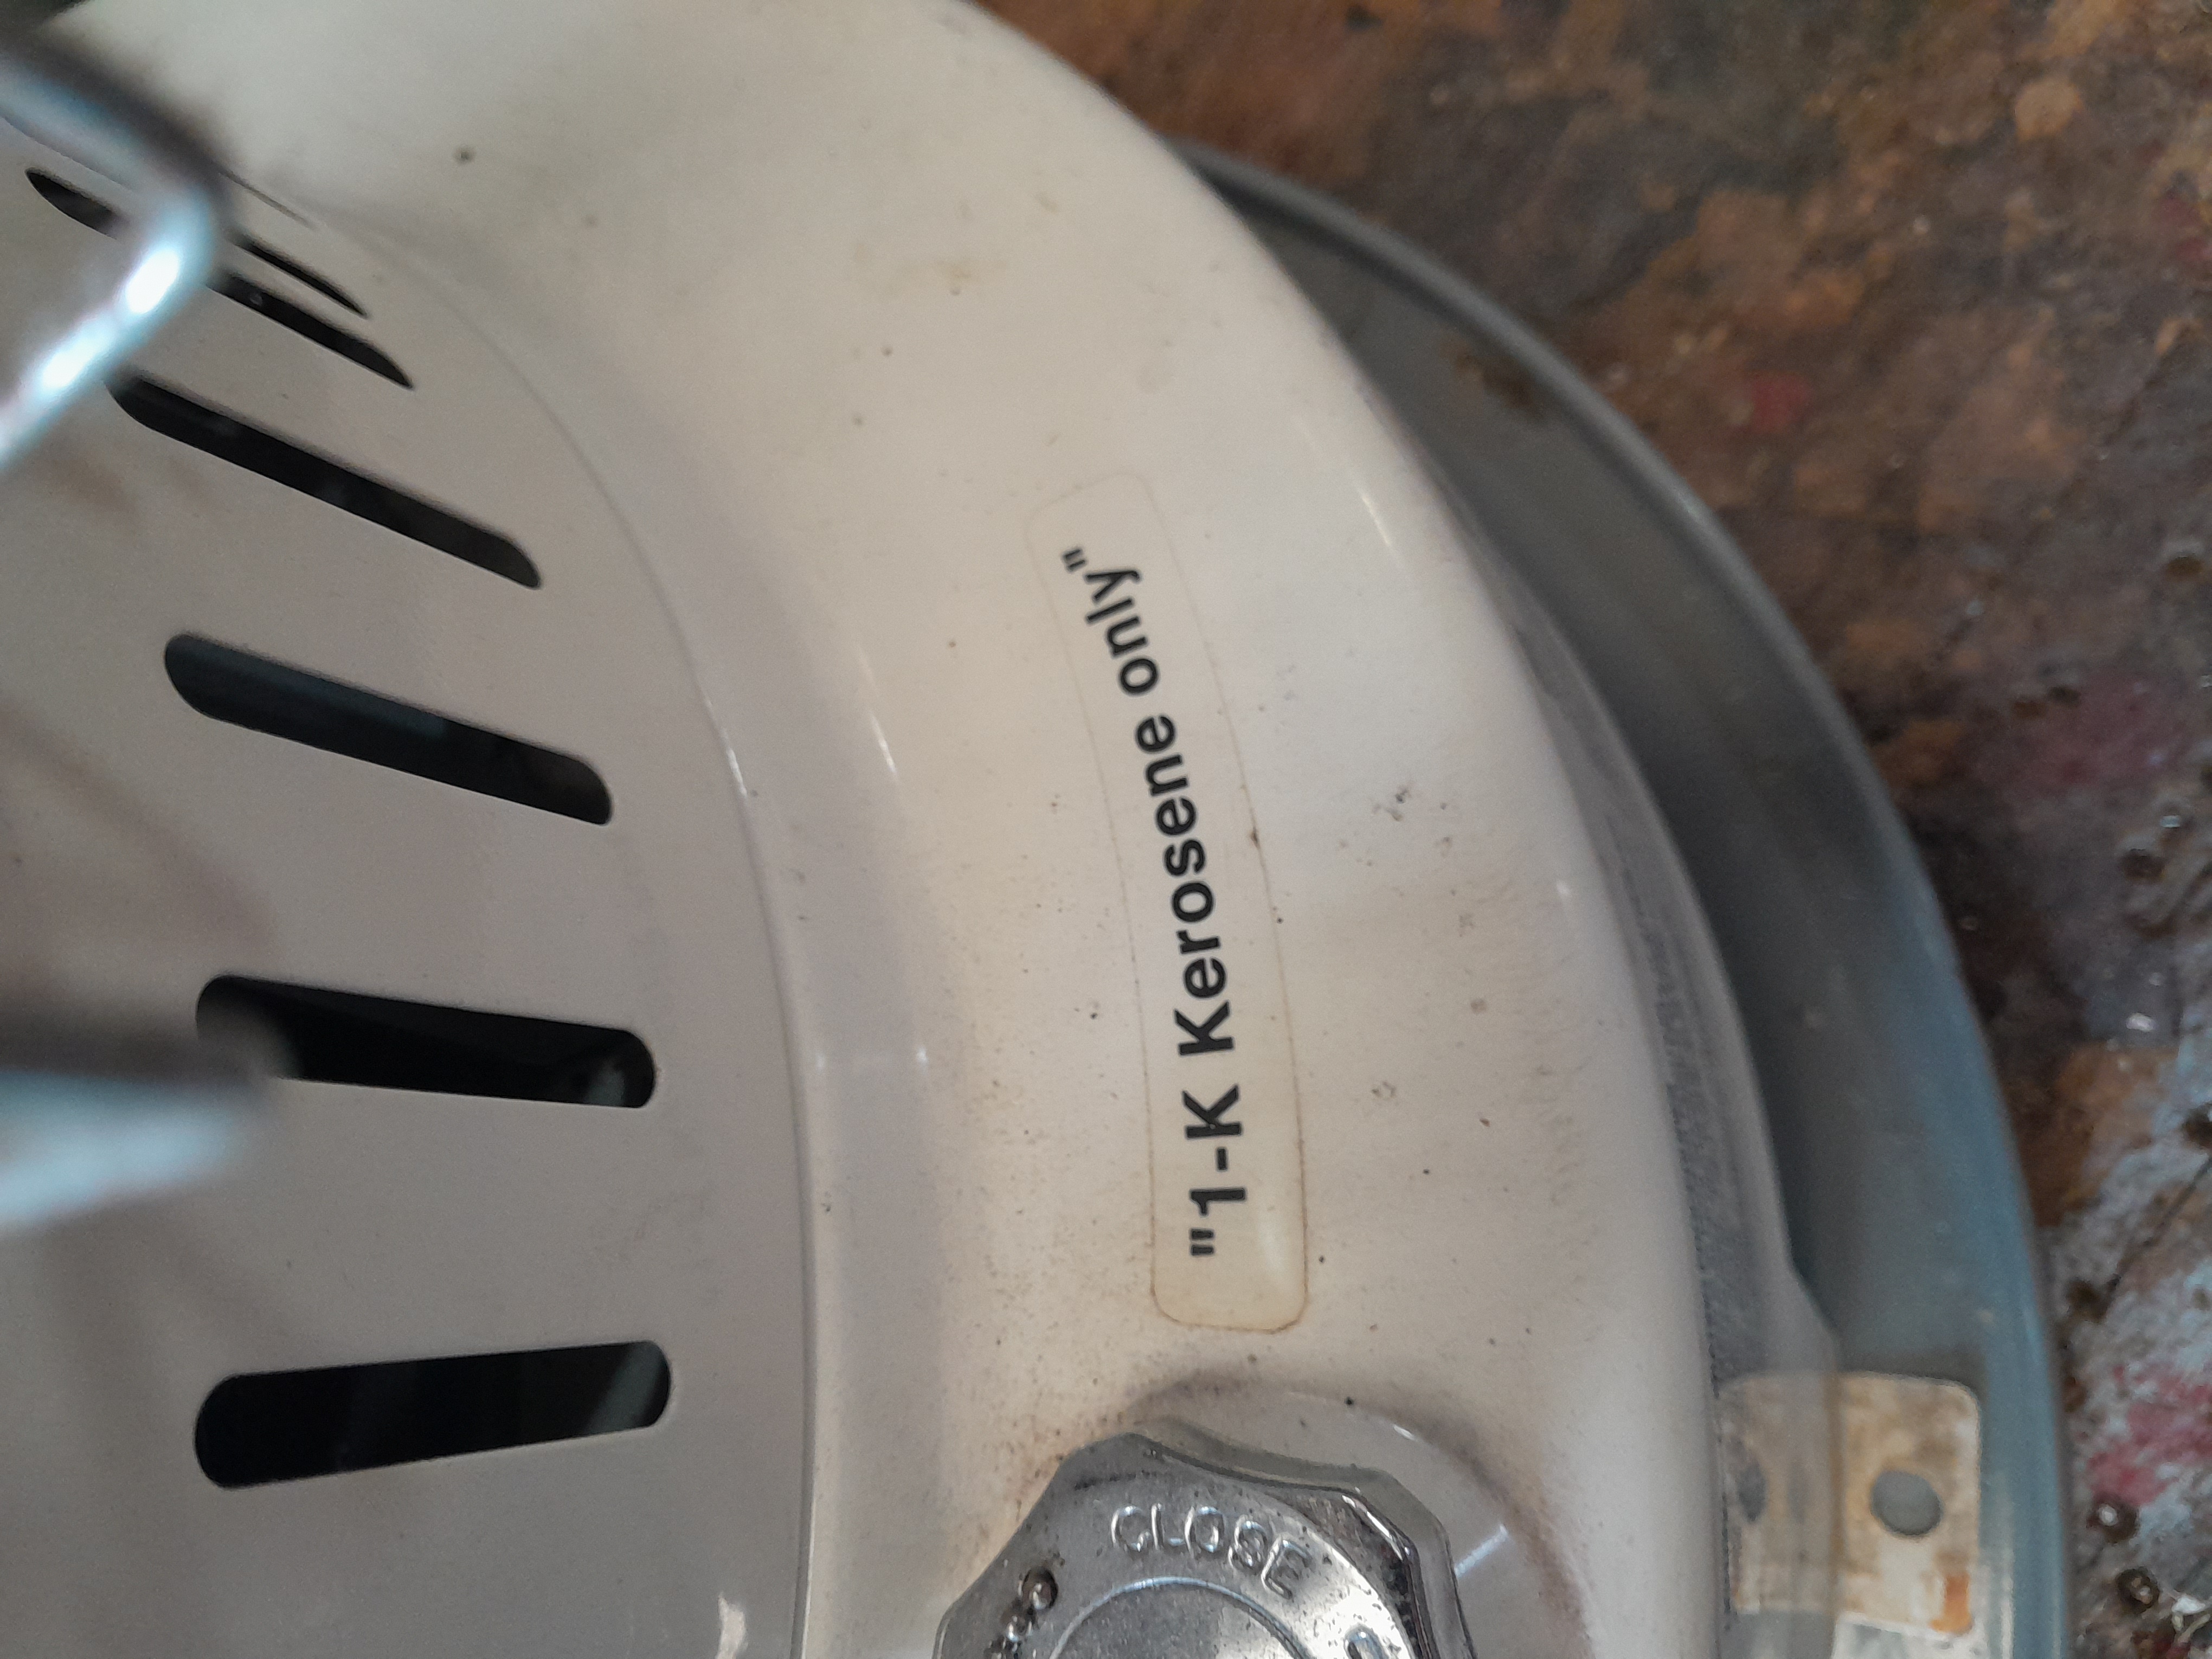 "1-K Kerosene only"
CLOSE